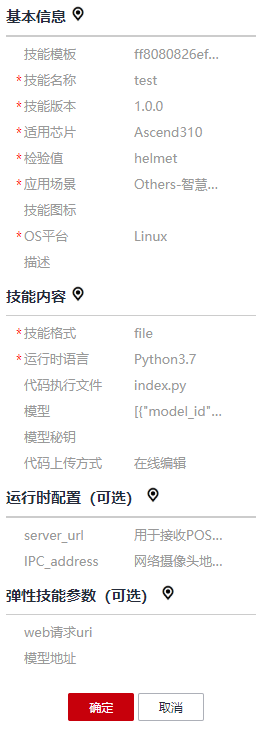 基本信息
技能模板 ff8080826ef...
*技能名称 test
*技能版本 1.0.0
*适用芯片 Ascend310
*检验值 helmet
*应用场景 Others-智慧...
技能图标
*OS平台 Linux
描述
技能内容
*技能格式 file
*运行时语言 Python3.7
代码执行文件 index.py
模型 [{"model_id"...
模型秘钥
代码上传方式 在线编辑
运行时配置（可选）
server_url 用于接收POS...
IPC_address 网络摄像头地...
弹性技能参数（可选）
web请求uri
模型地址
确定 取消